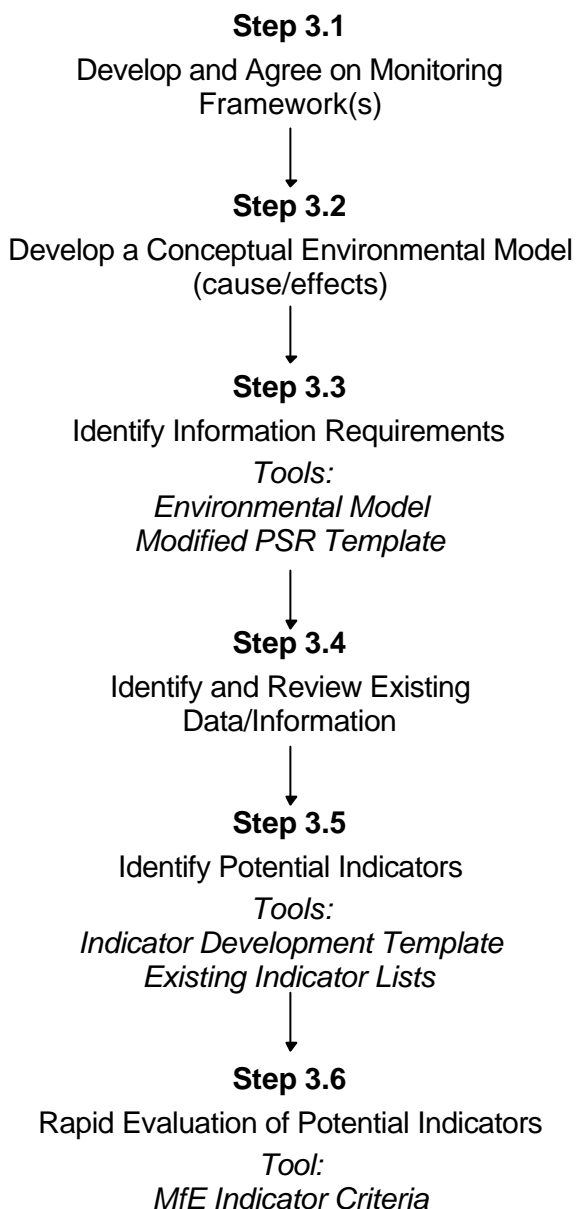 Step 3.1
Develop and Agree on Monitoring
Framework(s)
Step 3.2
Develop a Conceptual Environmental Model
(cause/effects)
Step 3.3
Identify Information Requirements
Tools:
Environmental Model
Modified PSR Template
Step 3.4
Identify and Review Existing
Data/Information
Step 3.5
Identify Potential Indicators
Tools:
Indicator Development Template
Existing Indicator Lists
Step 3.6
Rapid Evaluation of Potential Indicators
Tool:
MfE Indicator Criteria